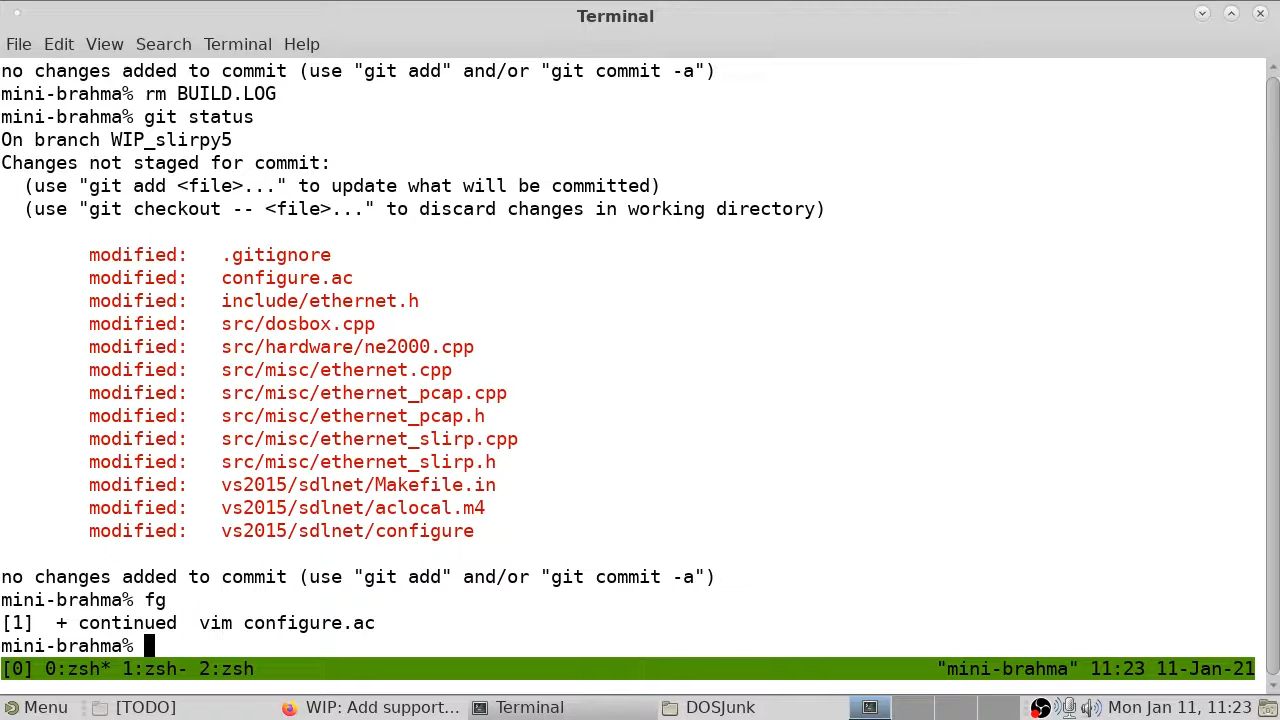 Terminal
File Edit View Search Terminal Help
no changes added to commit (use "git add" and/or "git commit -a")
mini-brahma% rm BUILD.LOG
mini-brahma% git status
On branch WIP_slirpy5
Changes not staged for commit:
  (use "git add <file>..." to update what will be committed)
  (use "git checkout -- <file>..." to discard changes in working directory)
        modified:   .gitignore
        modified:   configure.ac
        modified:   include/ethernet.h
        modified:   src/dosbox.cpp
        modified:   src/hardware/ne2000.cpp
        modified:   src/misc/ethernet.cpp
        modified:   src/misc/ethernet_pcap.cpp
        modified:   src/misc/ethernet_pcap.h
        modified:   src/misc/ethernet_slirp.cpp
        modified:   src/misc/ethernet_slirp.h
        modified:   vs2015/sdlnet/Makefile.in
        modified:   vs2015/sdlnet/aclocal.m4
        modified:   vs2015/sdlnet/configure
no changes added to commit (use "git add" and/or "git commit -a")
mini-brahma% fg
[1]  + continued  vim configure.ac
mini-brahma%
[0] 0:zsh* 1:zsh- 2:zsh "mini-brahma" 11:23 11-Jan-21
Menu [TODO] WIP: Add support... Terminal DOSJunk Mon Jan 11, 11:23